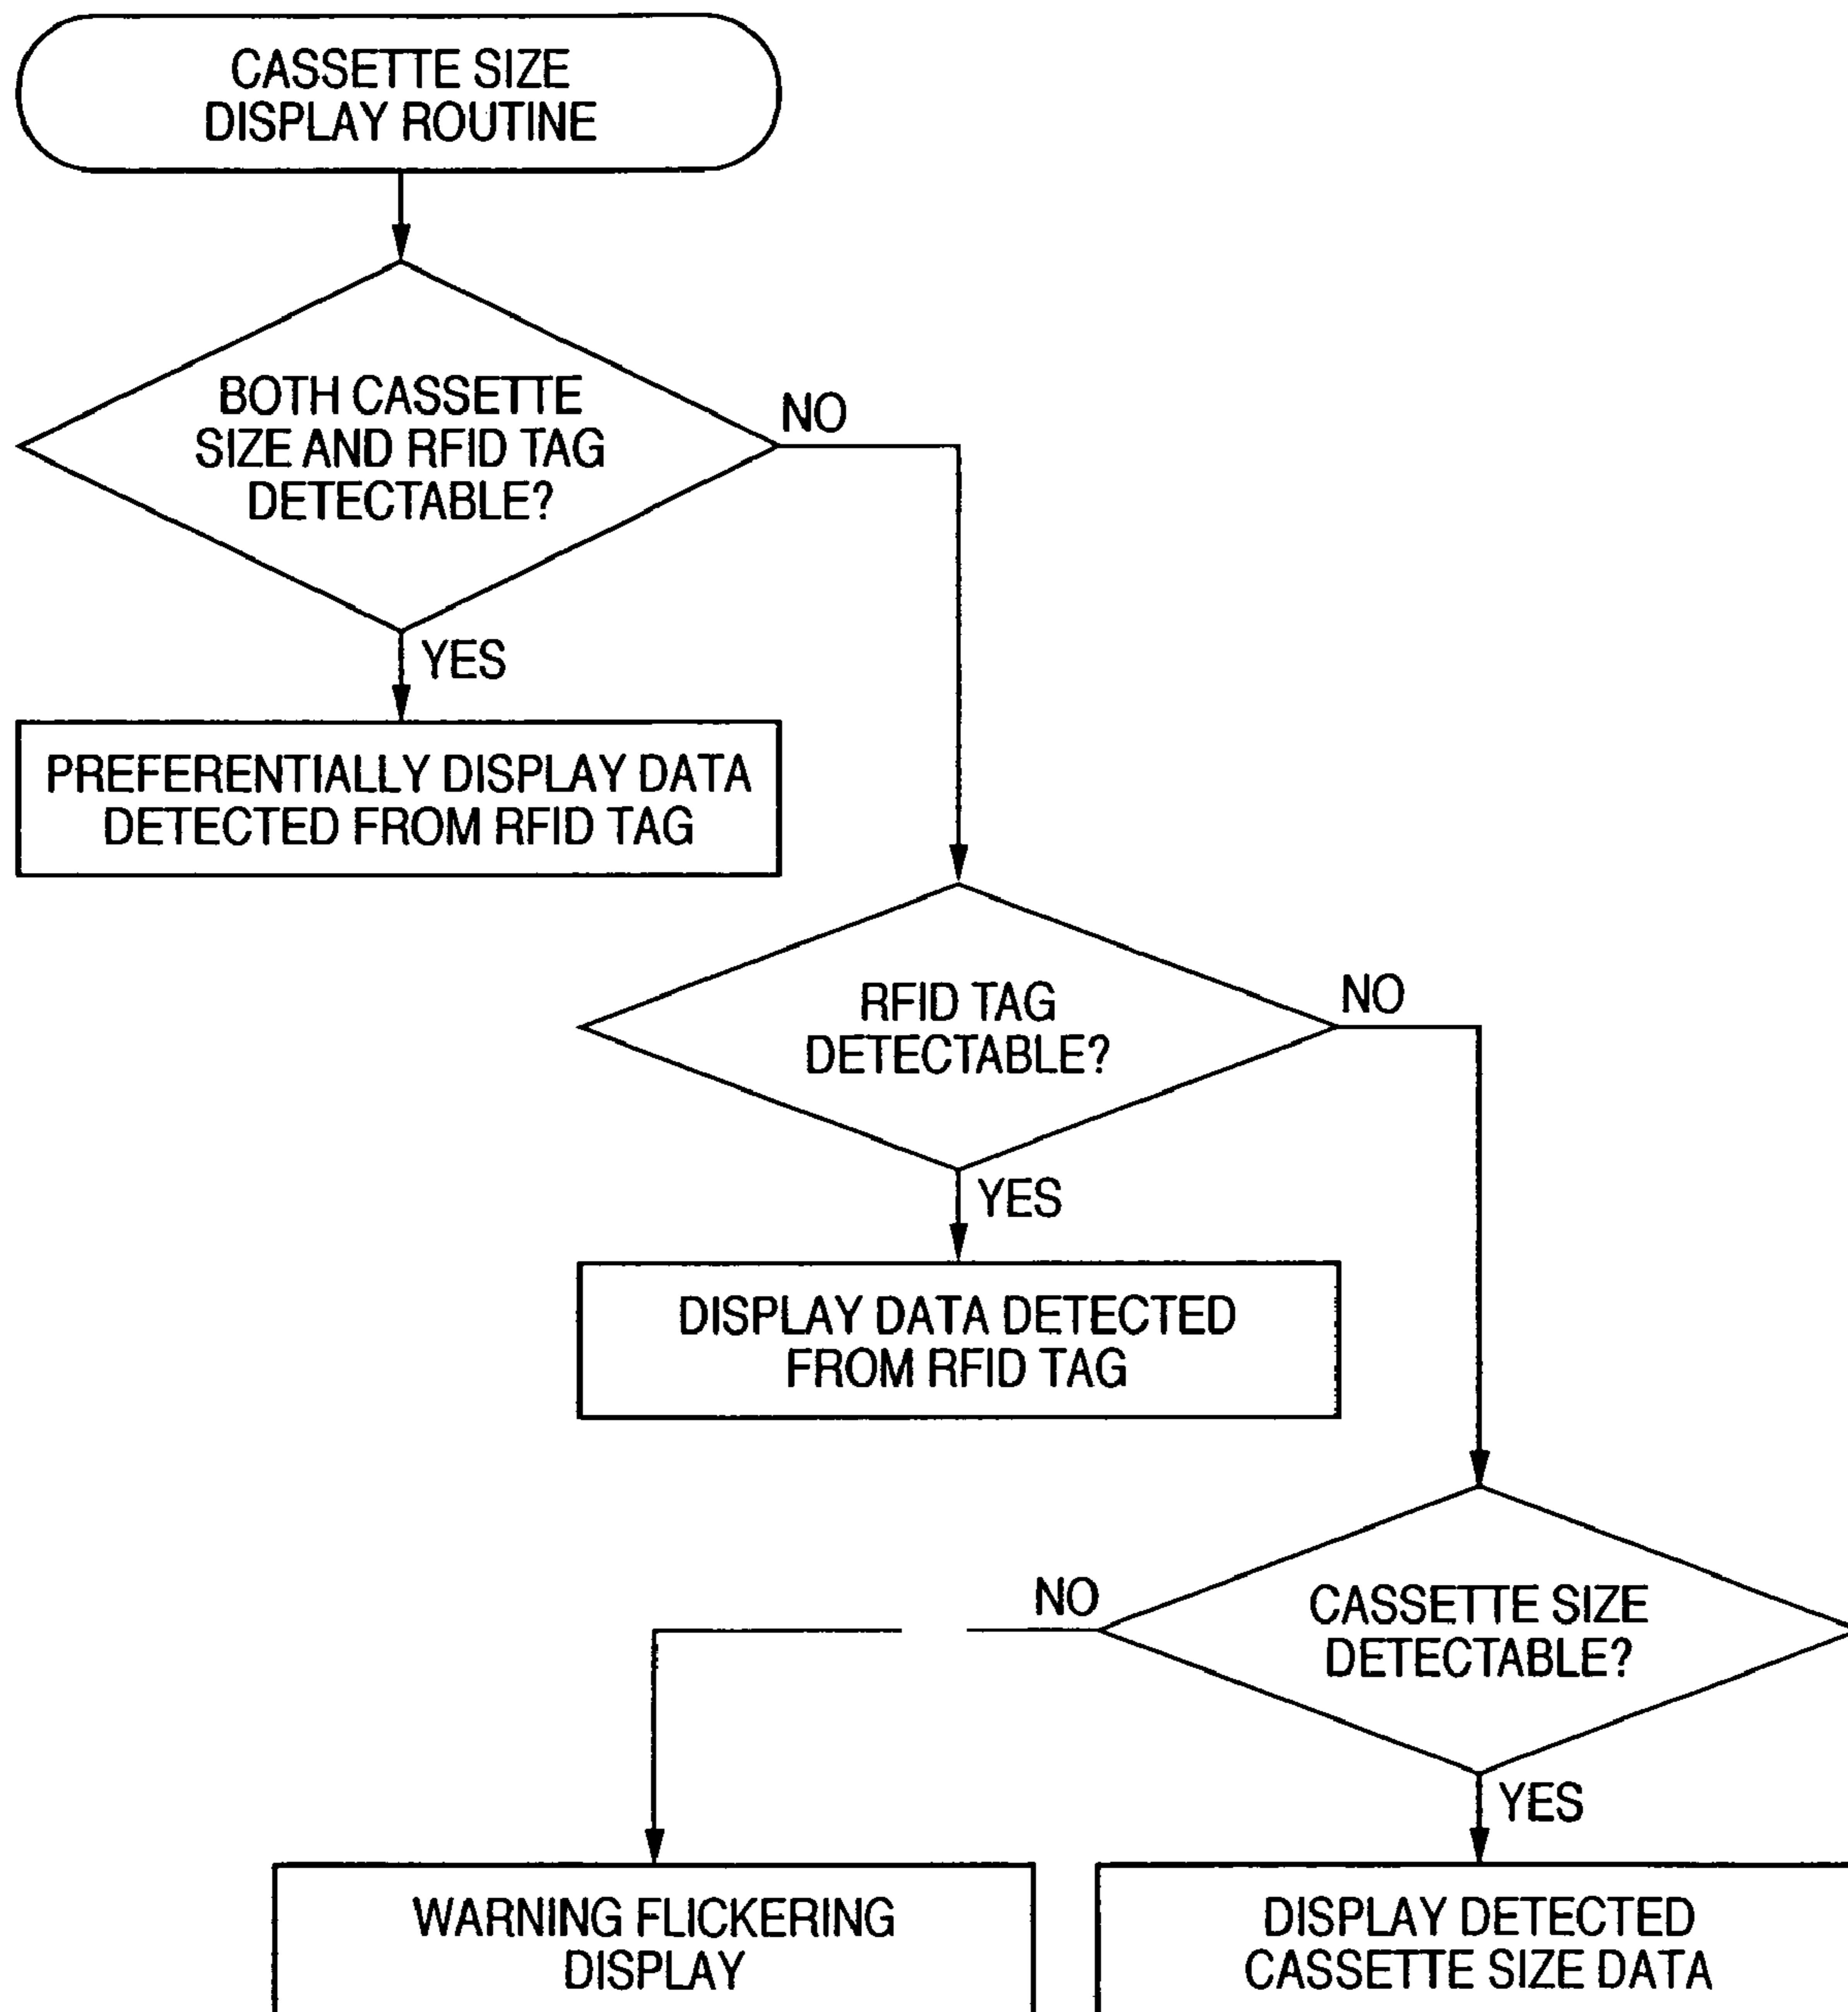 CASSETTE SIZE
DISPLAY ROUTINE
BOTH CASSETTE
SIZE AND RFID TAG
DETECTABLE?
NO
YES
PREFERENTIALLY DISPLAY DATA
DETECTED FROM RFID TAG
RFID TAG
DETECTABLE?
NO
YES
DISPLAY DATA DETECTED
FROM RFID TAG
CASSETTE SIZE
DETECTABLE?
NO
YES
WARNING FLICKERING
DISPLAY
DISPLAY DETECTED
CASSETTE SIZE DATA